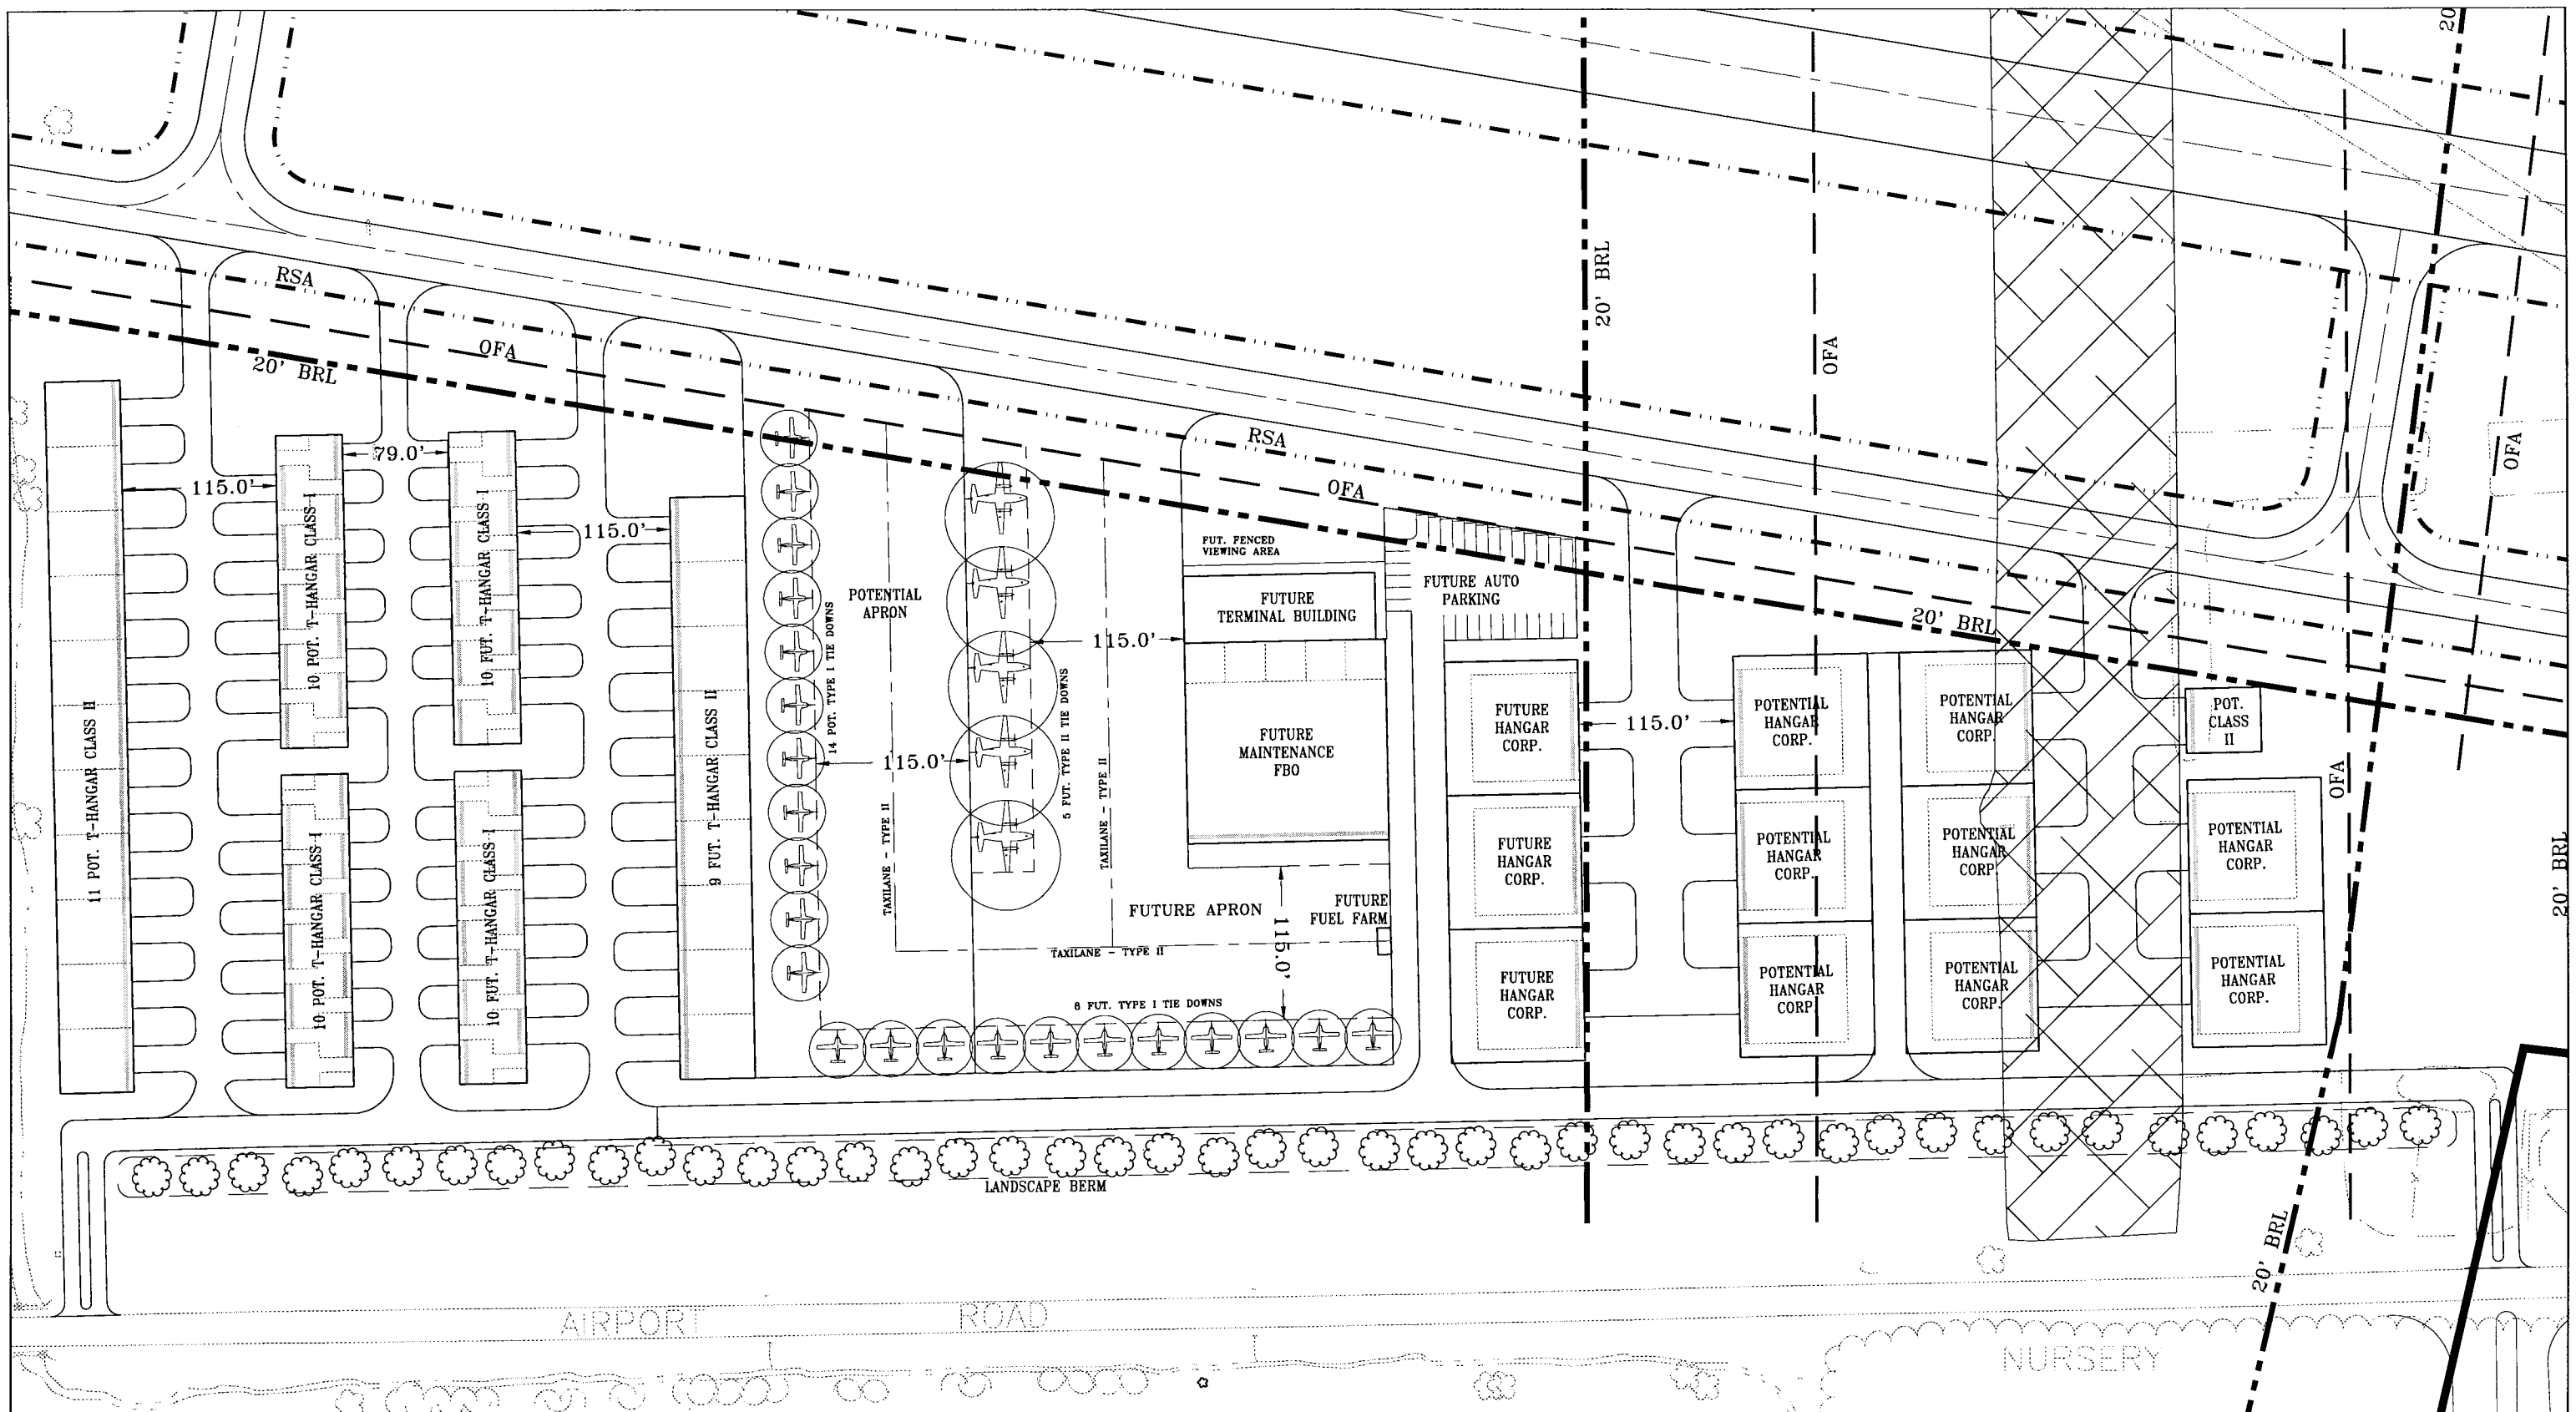 20
RSA
OFA
20' BRL
79.0'
115.0'
115.0'
11 POT. T-HANGAR CLASS II
10 POT. T-HANGAR CLASS-I
10 FUT. T-HANGAR CLASS-I
10 POT. T-HANGAR CLASS-I
10 FUT. T-HANGAR CLASS-I
9 FUT. T-HANGAR CLASS II
14 POT. TYPE I TIE DOWNS
POTENTIAL
APRON
115.0'
TAXILANE - TYPE II
5 FUT. TYPE II TIE DOWNS
TAXILANE - TYPE II
115.0'
RSA
OFA
FUT. FENCED
VIEWING AREA
FUTURE
TERMINAL BUILDING
FUTURE AUTO
PARKING
FUTURE
MAINTENANCE
FBO
FUTURE APRON
FUTURE
FUEL FARM
115.0'
TAXILANE - TYPE II
8 FUT. TYPE I TIE DOWNS
20' BRL
OFA
OFA
20' BRL
FUTURE
HANGAR
CORP.
115.0'
POTENTIAL
HANGAR
CORP.
POTENTIAL
HANGAR
CORP.
POT.
CLASS
II
FUTURE
HANGAR
CORP.
POTENTIAL
HANGAR
CORP.
POTENTIAL
HANGAR
CORP.
POTENTIAL
HANGAR
CORP.
FUTURE
HANGAR
CORP.
POTENTIAL
HANGAR
CORP.
POTENTIAL
HANGAR
CORP.
POTENTIAL
HANGAR
CORP.
OFA
20' BRL
20' BRL
LANDSCAPE BERM
AIRPORT ROAD
NURSERY